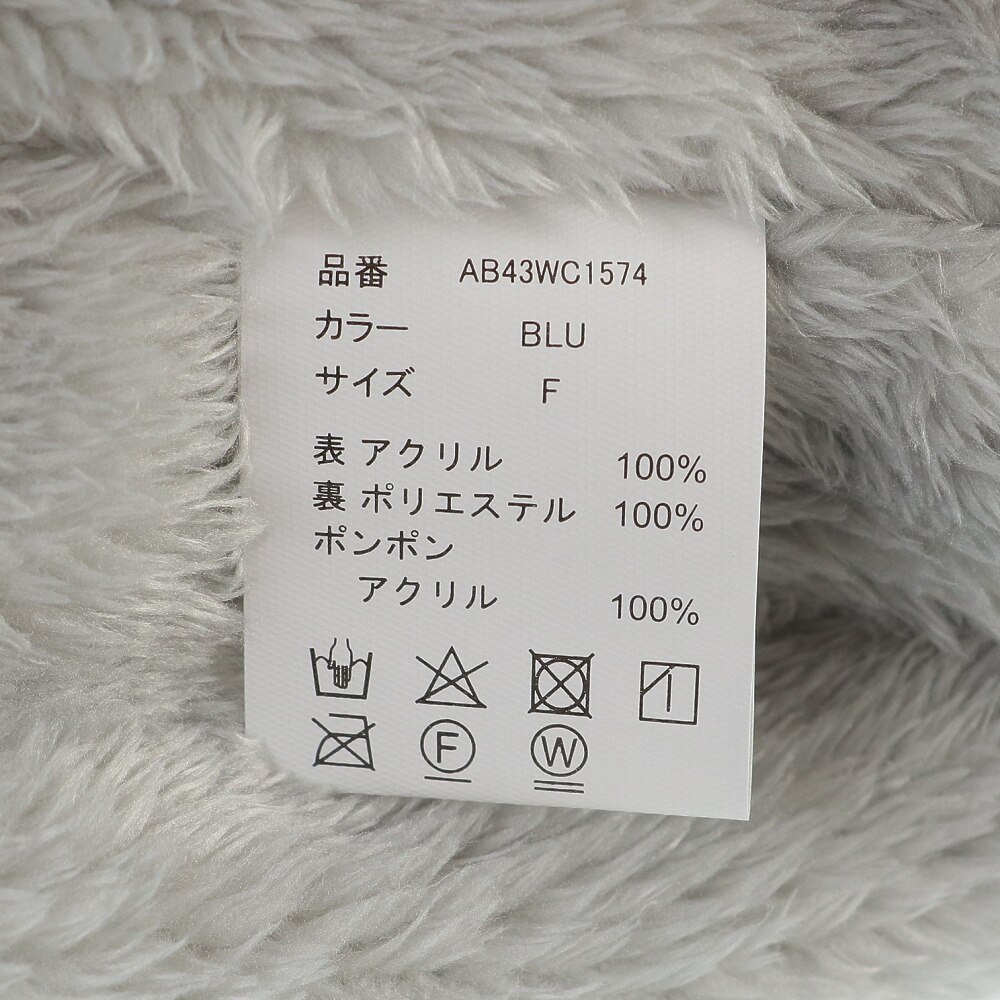 品番 AB43WC1574
カラー BLU
サイズ F
表 アクリル 100%
裏 ポリエステル 100%
ポンポン
アクリル 100%
F W